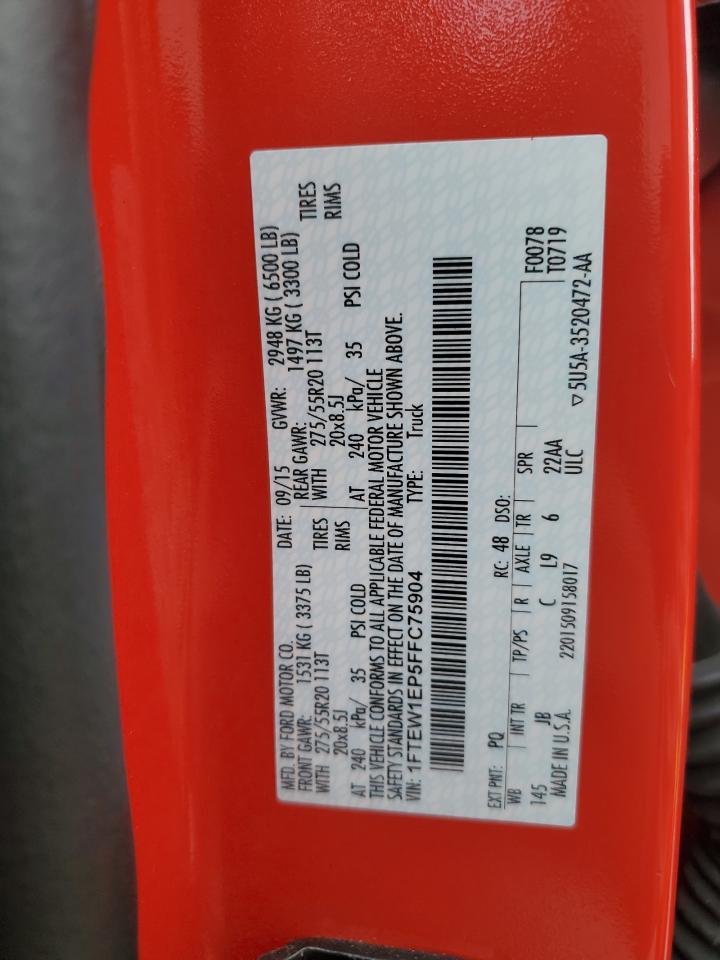 MFD. BY FORD MOTOR CO. DATE: 09/15 GVWR: 2948 KG ( 6500 LB)
FRONT GAWR: 1531 KG ( 3375 LB) REAR GAWR: 1497 KG ( 3300 LB)
WITH 275/55R20 113T TIRES WITH 275/55R20 113T TIRES
20x8.5J RIMS 20x8.5J RIMS
AT 240 kPa/ 35 PSI COLD AT 240 kPa/ 35 PSI COLD
THIS VEHICLE CONFORMS TO ALL APPLICABLE FEDERAL MOTOR VEHICLE
SAFETY STANDARDS IN EFFECT ON THE DATE OF MANUFACTURE SHOWN ABOVE.
VIN: 1FTEW1EP5FFC75904 TYPE: Truck
EXT PNT: PQ RC: 48 DSO:
WB INT TR TP/PS R AXLE TR SPR F0078
145 JB C L9 6 22AA T0719
MADE IN U.S.A. 2201509158017 ULC ▽5U5A-3520472-AA